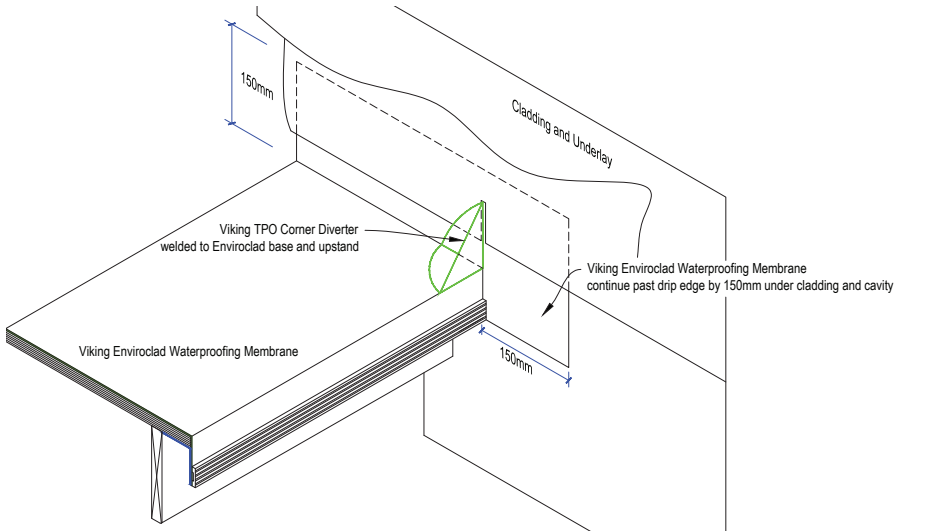 150mm
Cladding and Underlay
Viking TPO Corner Diverter
welded to Enviroclad base and upstand
Viking Enviroclad Waterproofing Membrane
continue past drip edge by 150mm under cladding and cavity
Viking Enviroclad Waterproofing Membrane
150mm